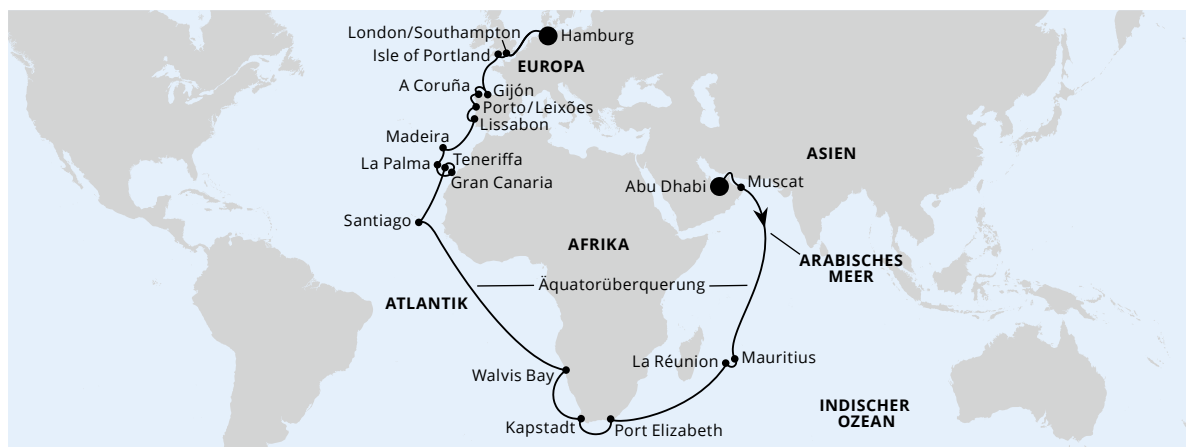 London/Southampton
Hamburg
Isle of Portland
EUROPA
A Coruña
Gijón
Porto/Leixões
Lissabon
Madeira
La Palma
Teneriffa
Gran Canaria
ASIEN
Abu Dhabi
Muscat
Santiago
AFRIKA
ARABISCHES
MEER
Äquatorüberquerung
ATLANTIK
La Réunion
Mauritius
Walvis Bay
Kapstadt
Port Elizabeth
INDISCHER
OZEAN